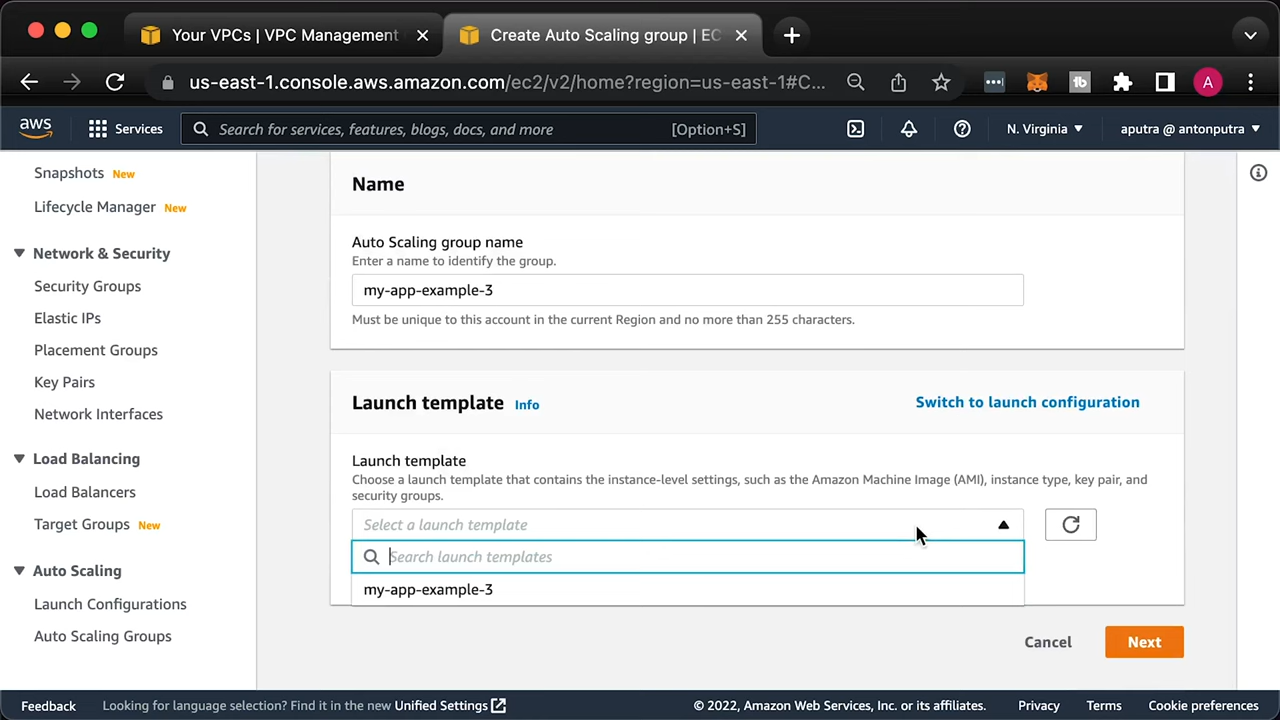 Your VPCs | VPC Management
Create Auto Scaling group | EC
us-east-1.console.aws.amazon.com/ec2/v2/home?region=us-east-1#C...
A
aws
Services
Search for services, features, blogs, docs, and more
[Option+S]
N. Virginia
aputra @ antonputra
Snapshots New
Lifecycle Manager New
Network & Security
Security Groups
Elastic IPs
Placement Groups
Key Pairs
Network Interfaces
Load Balancing
Load Balancers
Target Groups New
Auto Scaling
Launch Configurations
Auto Scaling Groups
Name
Auto Scaling group name
Enter a name to identify the group.
my-app-example-3
Must be unique to this account in the current Region and no more than 255 characters.
Launch template Info
Switch to launch configuration
Launch template
Choose a launch template that contains the instance-level settings, such as the Amazon Machine Image (AMI), instance type, key pair, and
security groups.
Select a launch template
Search launch templates
my-app-example-3
Cancel
Next
Feedback
Looking for language selection? Find it in the new Unified Settings
© 2022, Amazon Web Services, Inc. or its affiliates.
Privacy
Terms
Cookie preferences